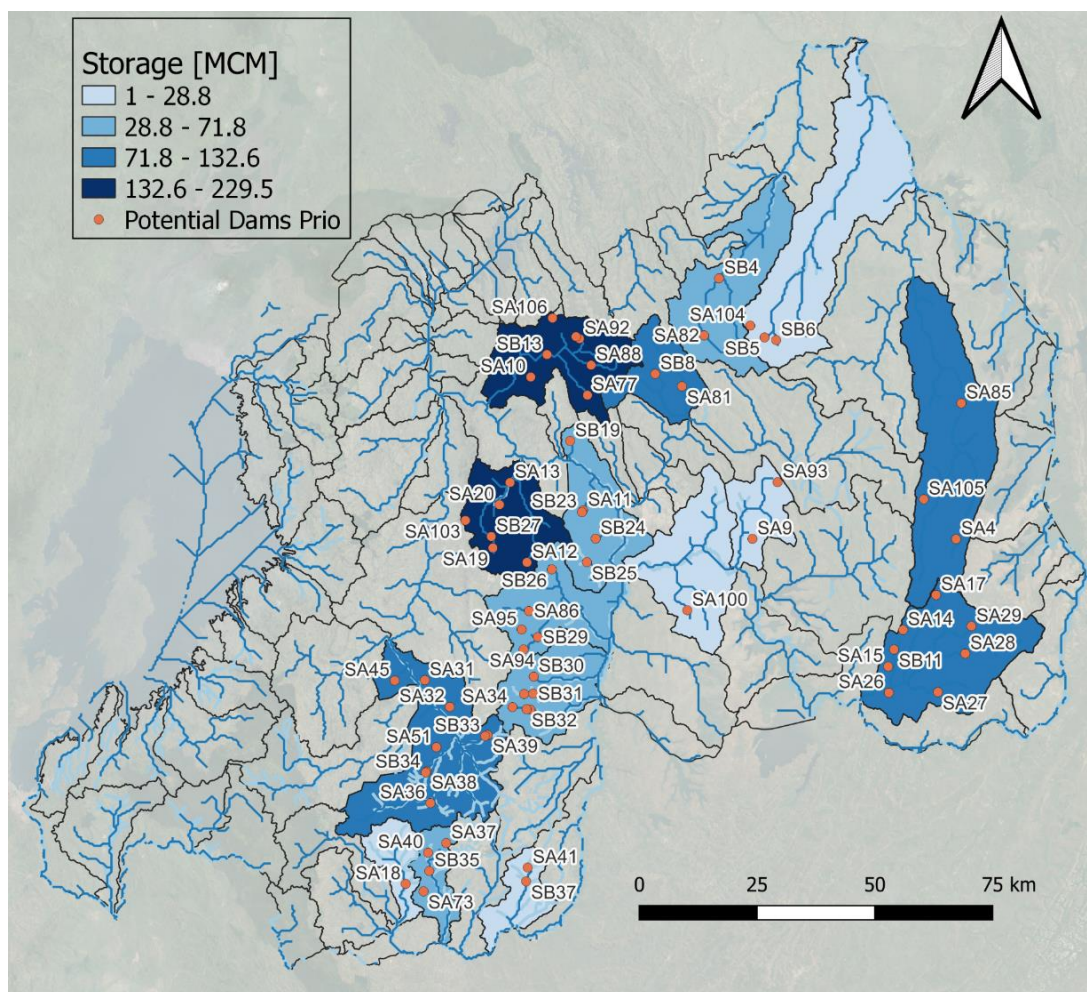 Storage [MCM]
1 - 28.8
28.8 - 71.8
71.8 - 132.6
132.6 - 229.5
Potential Dams Prio
SB4
SA106
SA92
SA104
SB6
SB13
SA82
SB5
SA88
SA10
SB8
SA77
SA81
SA85
SB19
SA13
SA93
SA20
SB23
SA11
SA105
SA103
SB27
SB24
SA9
SA4
SA19
SA12
SB26
SB25
SA17
SA86
SA100
SA95
SA14
SA29
SB29
SA94
SA15
SB11
SA28
SA45
SA31
SB30
SA26
SA32
SA34
SB31
SA27
SB33
SB32
SA51
SA39
SB34
SA38
SA36
SA37
SA40
SB35
SA41
SA18
SB37
SA73
0
25
50
75 km